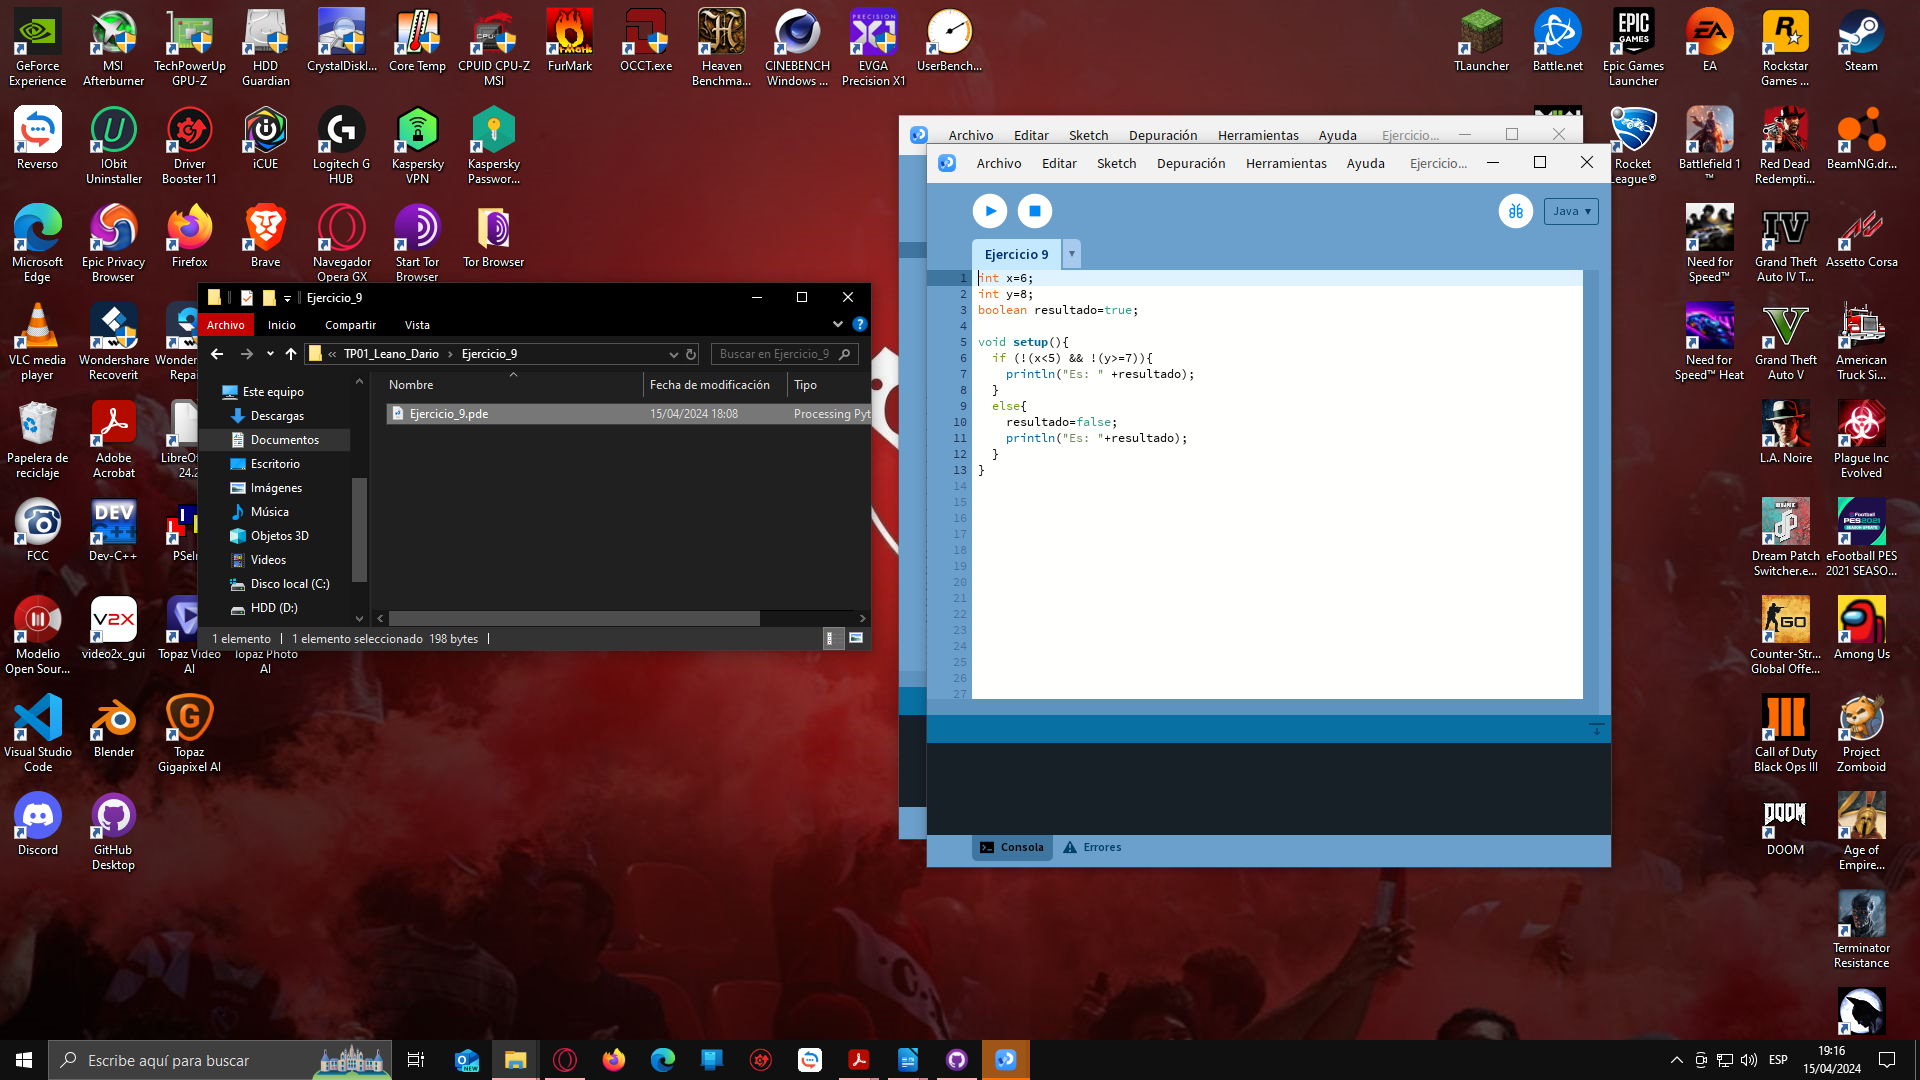 GeForce Experience
MSI Afterburner
TechPowerUp GPU-Z
HDD Guardian
CrystalDiskI...
Core Temp
CPUID CPU-Z MSI
FurMark
OCCT.exe
Heaven Benchma...
CINEBENCH Windows ...
EVGA Precision X1
UserBench...
TLauncher
Battle.net
Epic Games Launcher
EA
Rockstar Games ...
Steam
Reverso
IObit Uninstaller
Driver Booster 11
iCUE
Logitech G HUB
Kaspersky VPN
Kaspersky Passwor...
Rocket League®
Battlefield 1 ™
Red Dead Redempti...
BeamNG.dr...
Microsoft Edge
Epic Privacy Browser
Firefox
Brave
Navegador Opera GX
Start Tor Browser
Tor Browser
Need for Speed™
Grand Theft Auto IV T...
Assetto Corsa
VLC media player
Wondershare Recoverit
Need for Speed™ Heat
Grand Theft Auto V
American Truck Si...
Papelera de reciclaje
Adobe Acrobat
L.A. Noire
Plague Inc Evolved
FCC
Dev-C++
Dream Patch Switcher.e...
eFootball PES 2021 SEASO...
Modelio Open Sour...
video2x_gui
Topaz Video AI
Topaz Photo AI
Counter-Str... Global Offe...
Among Us
Visual Studio Code
Blender
Topaz Gigapixel AI
Call of Duty Black Ops III
Project Zomboid
Discord
GitHub Desktop
DOOM
Age of Empire...
Terminator Resistance
Ejercicio_9
Archivo Inicio Compartir Vista
« TP01_Leano_Dario › Ejercicio_9
Buscar en Ejercicio_9
Nombre Fecha de modificación Tipo
Ejercicio_9.pde 15/04/2024 18:08 Processing Pyt
Este equipo
Descargas
Documentos
Escritorio
Imágenes
Música
Objetos 3D
Videos
Disco local (C:)
HDD (D:)
1 elemento 1 elemento seleccionado 198 bytes
Archivo Editar Sketch Depuración Herramientas Ayuda Ejercicio...
Archivo Editar Sketch Depuración Herramientas Ayuda Ejercicio...
Java
Ejercicio 9
1 int x=6;
2 int y=8;
3 boolean resultado=true;
4
5 void setup(){
6 if (!(x<5) && !(y>=7)){
7 println("Es: " +resultado);
8 }
9 else{
10 resultado=false;
11 println("Es: "+resultado);
12 }
13 }
14
15
16
17
18
19
20
21
22
23
24
25
26
27
Consola Errores
Escribe aquí para buscar
ESP
19:16
15/04/2024